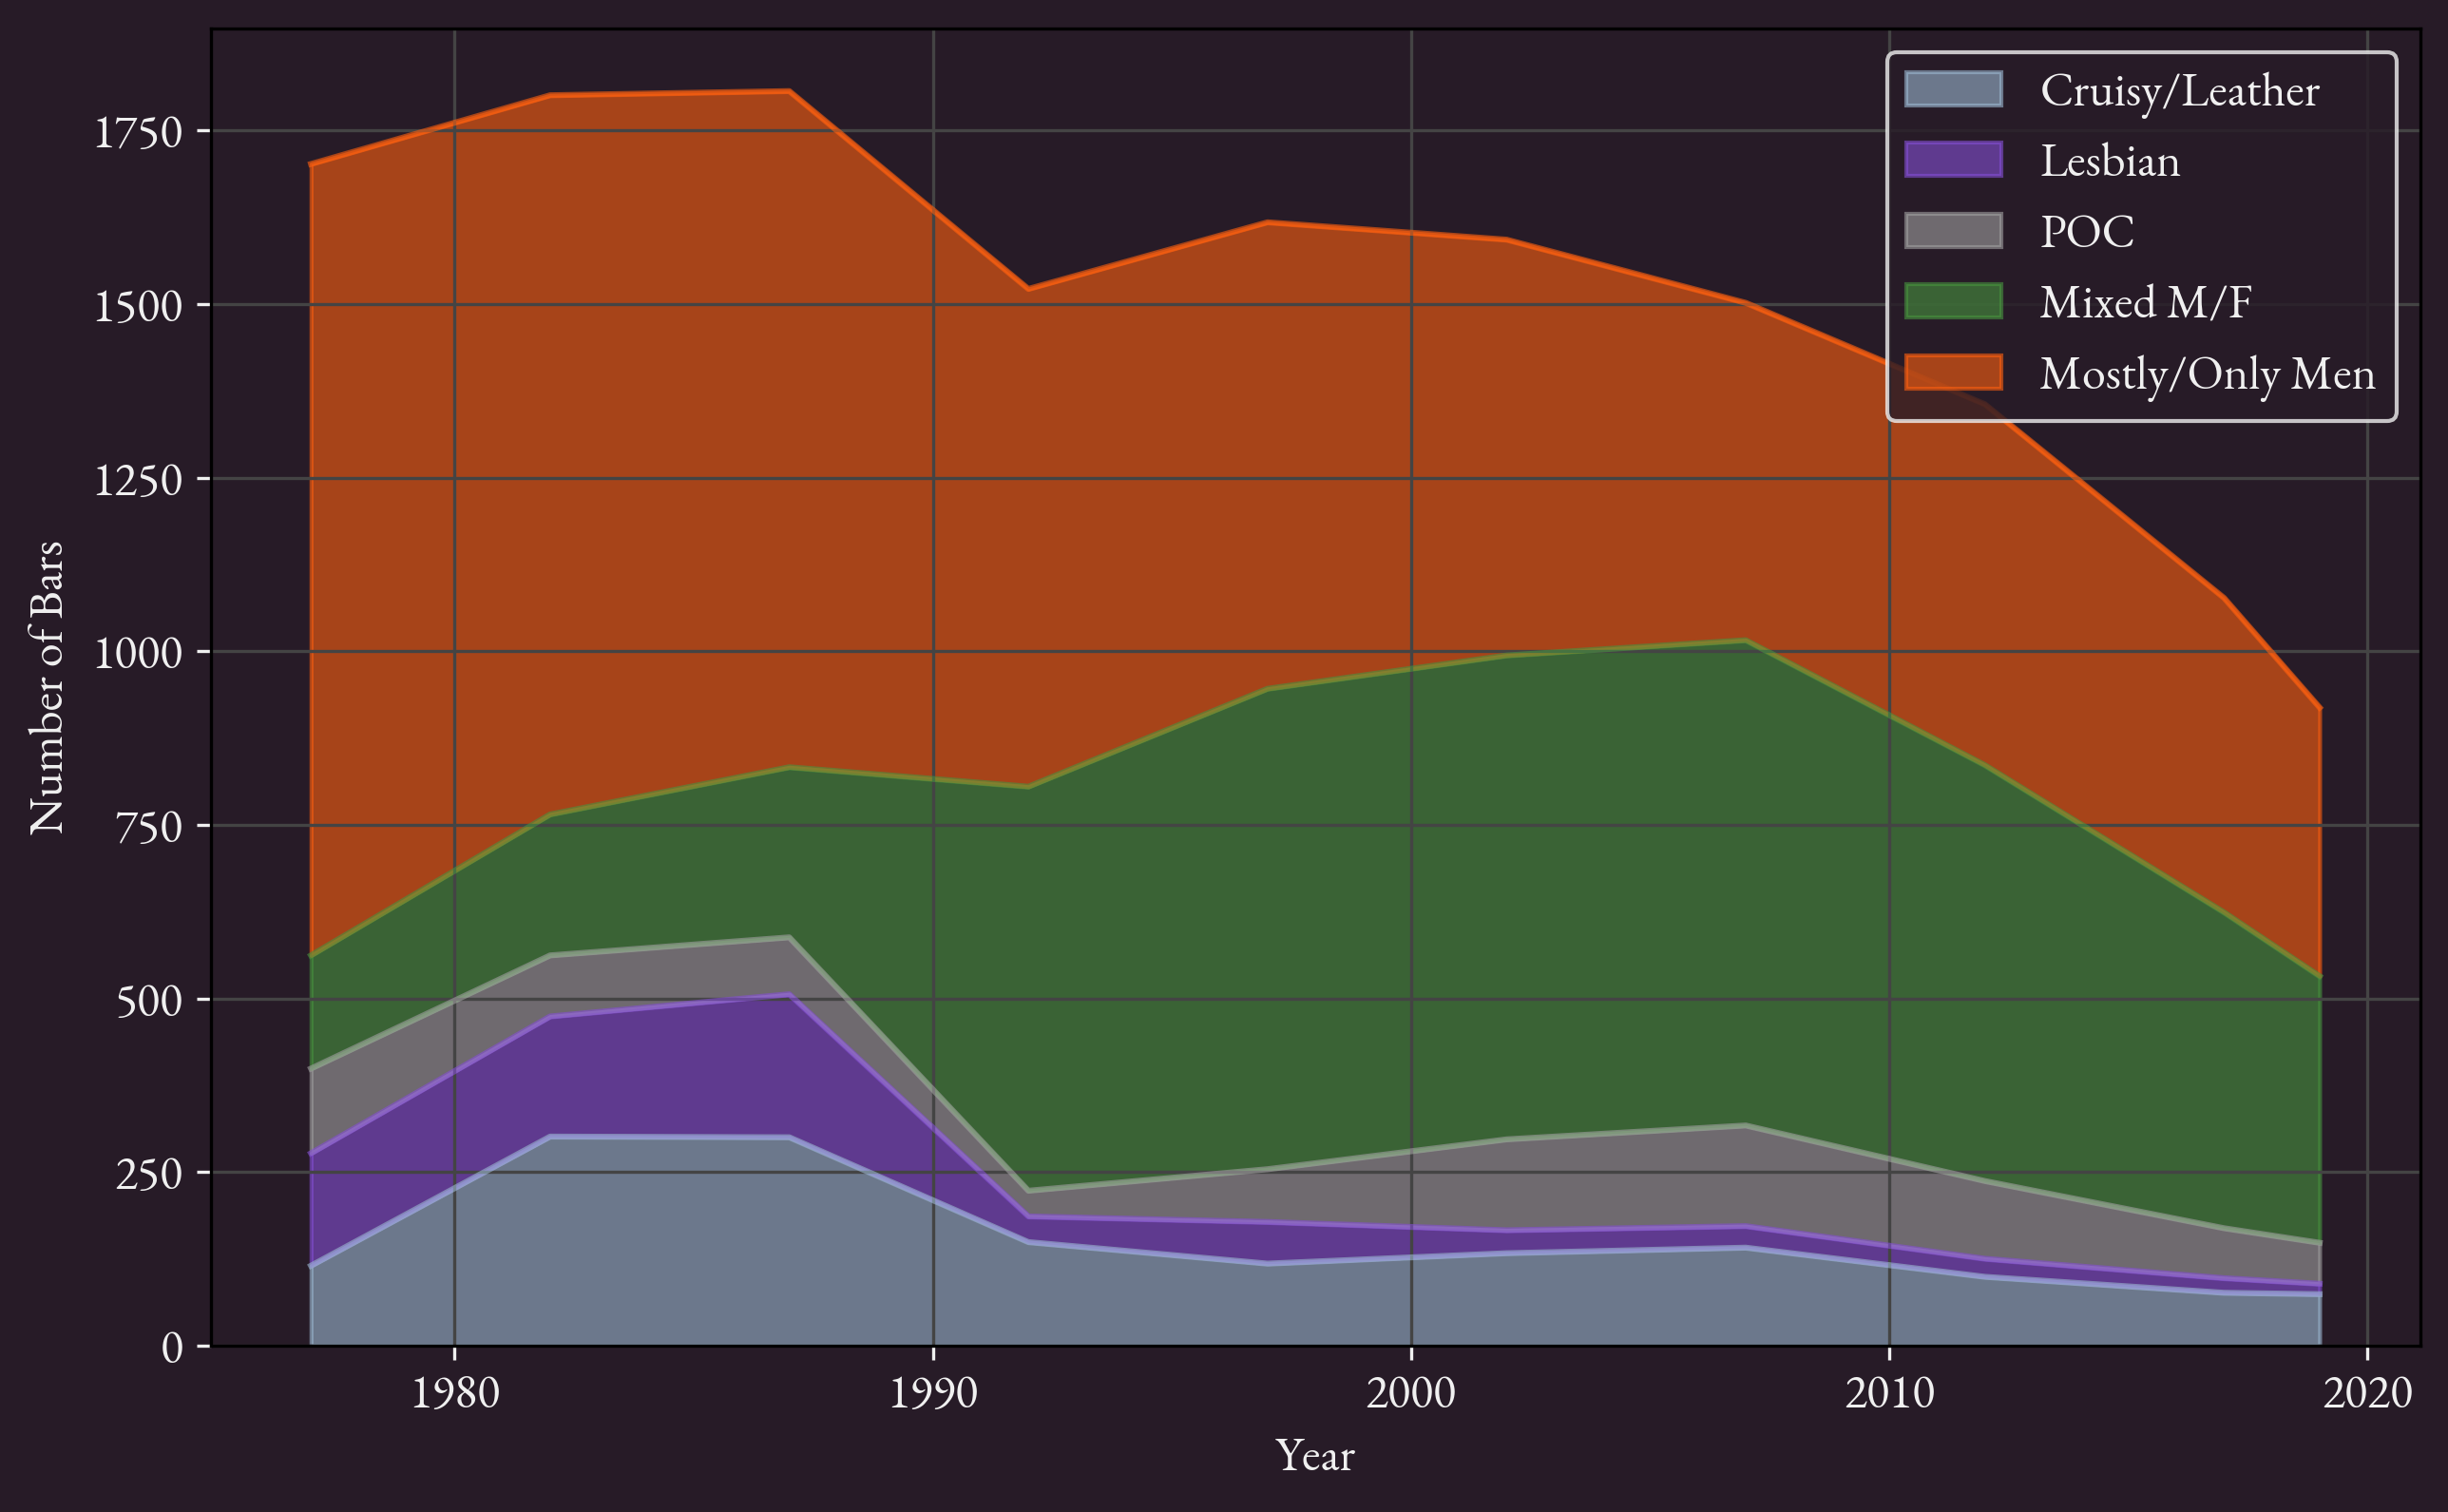 Cruisy/Leather
Lesbian
POC
Mixed M/F
Mostly/Only Men
Number of Bars
1750
1500
1250
1000
750
500
250
0
1980 1990 2000 2010 2020
Year